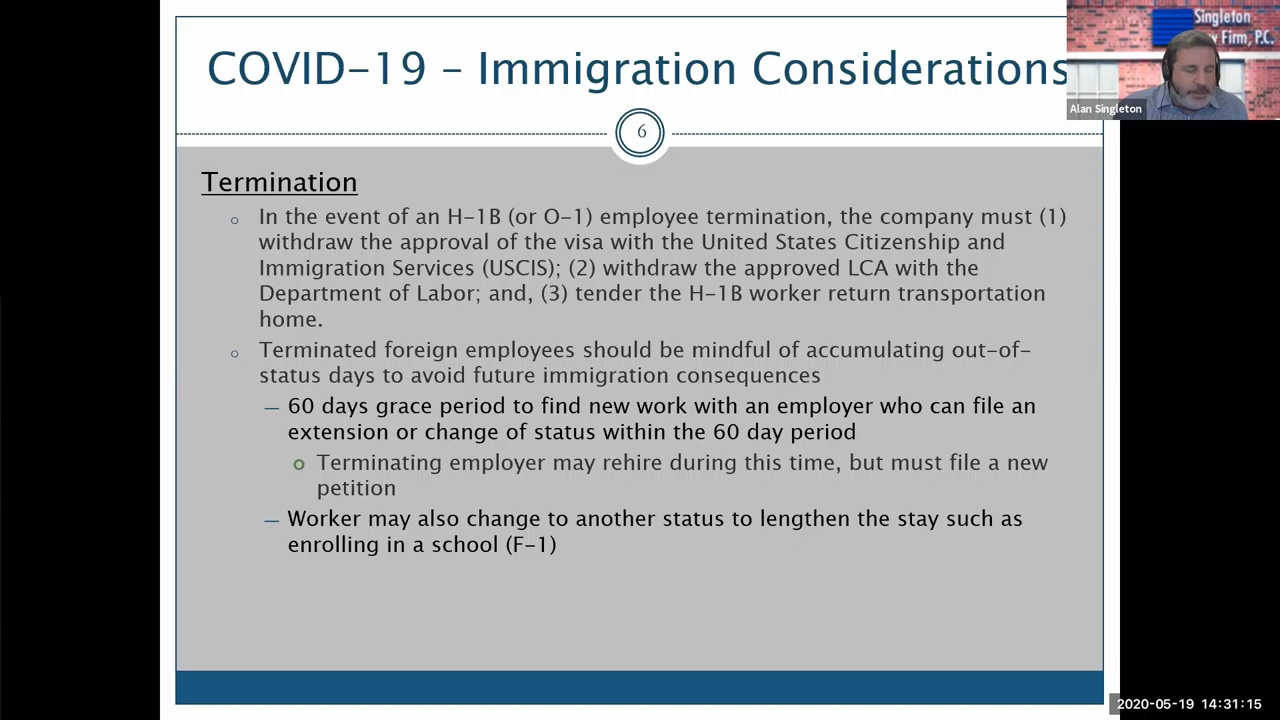 COVID-19 – Immigration Considerations
Singleton
Firm, P.C.
Alan Singleton
6
Termination
In the event of an H-1B (or O-1) employee termination, the company must (1)
withdraw the approval of the visa with the United States Citizenship and
Immigration Services (USCIS); (2) withdraw the approved LCA with the
Department of Labor; and, (3) tender the H-1B worker return transportation
home.
Terminated foreign employees should be mindful of accumulating out-of-
status days to avoid future immigration consequences
— 60 days grace period to find new work with an employer who can file an
extension or change of status within the 60 day period
Terminating employer may rehire during this time, but must file a new
petition
— Worker may also change to another status to lengthen the stay such as
enrolling in a school (F-1)
2020-05-19 14:31:15